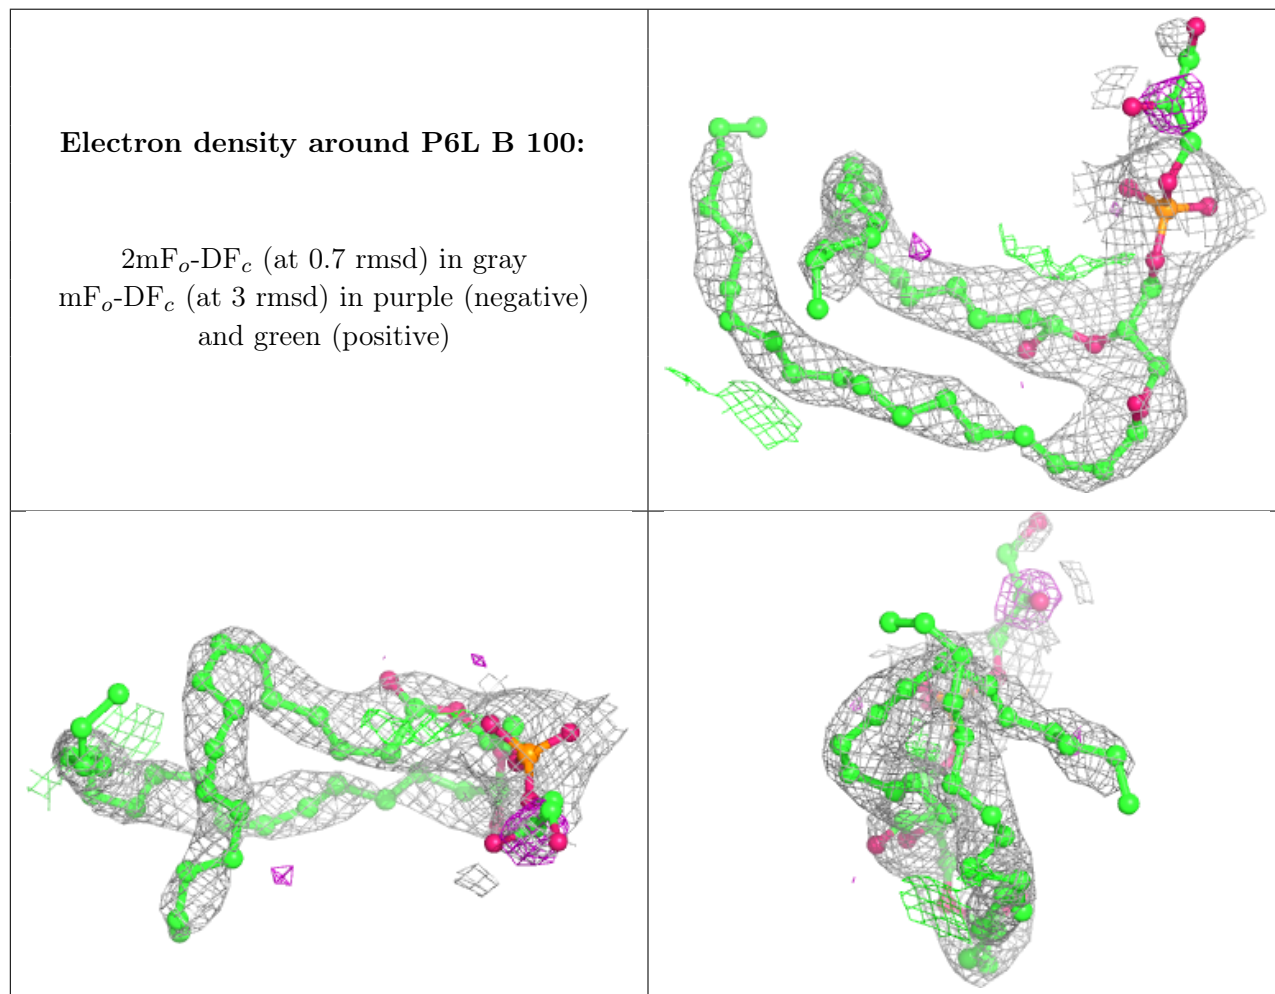 Electron density around P6L B 100:
2mFo-DFc (at 0.7 rmsd) in gray
mFo-DFc (at 3 rmsd) in purple (negative)
and green (positive)